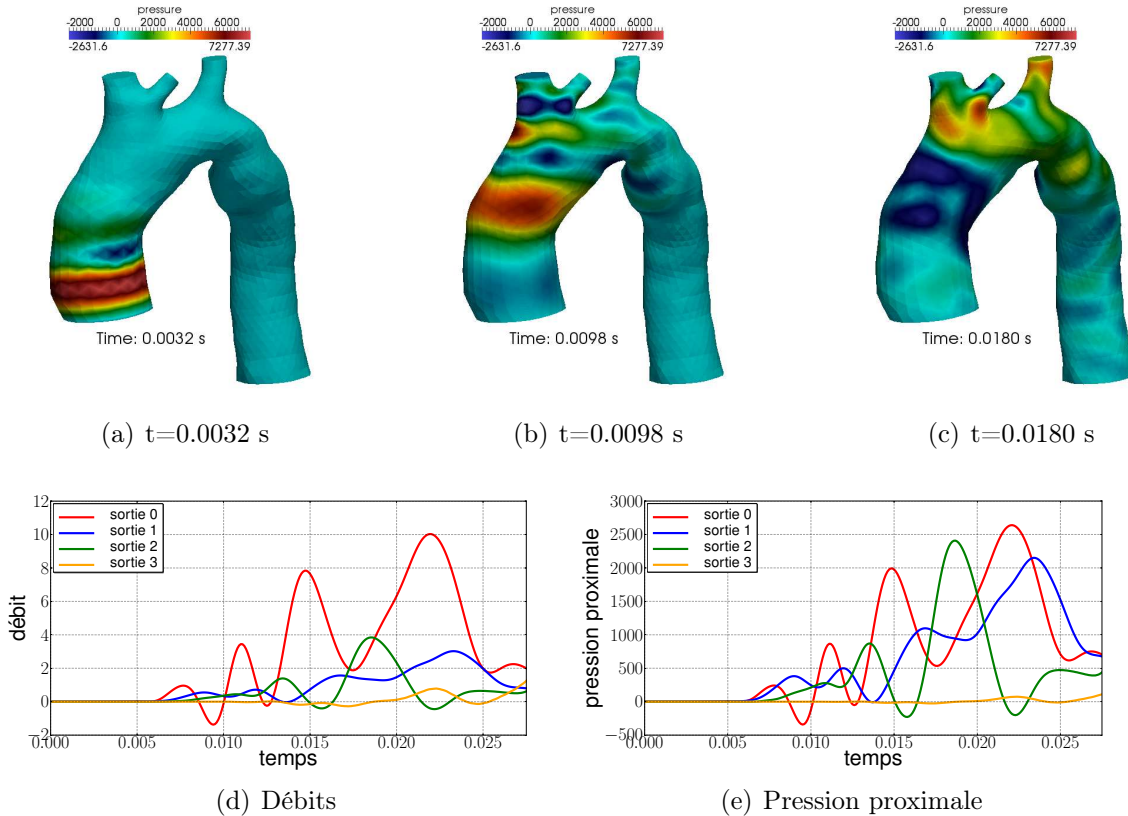 pressure
-2000 0 2000 4000 6000
-2631.6 7277.39
Time: 0.0032 s
(a) t=0.0032 s
pressure
-2000 0 2000 4000 6000
-2631.6 7277.39
Time: 0.0098 s
(b) t=0.0098 s
pressure
-2000 0 2000 4000 6000
-2631.6 7277.39
Time: 0.0180 s
(c) t=0.0180 s
12
10
8
6
4
2
0
−2
débit
sortie 0
sortie 1
sortie 2
sortie 3
0.000 0.005 0.010 0.015 0.020 0.025
temps
(d) Débits
3000
2500
2000
1500
1000
500
0
−500
pression proximale
sortie 0
sortie 1
sortie 2
sortie 3
0.000 0.005 0.010 0.015 0.020 0.025
temps
(e) Pression proximale